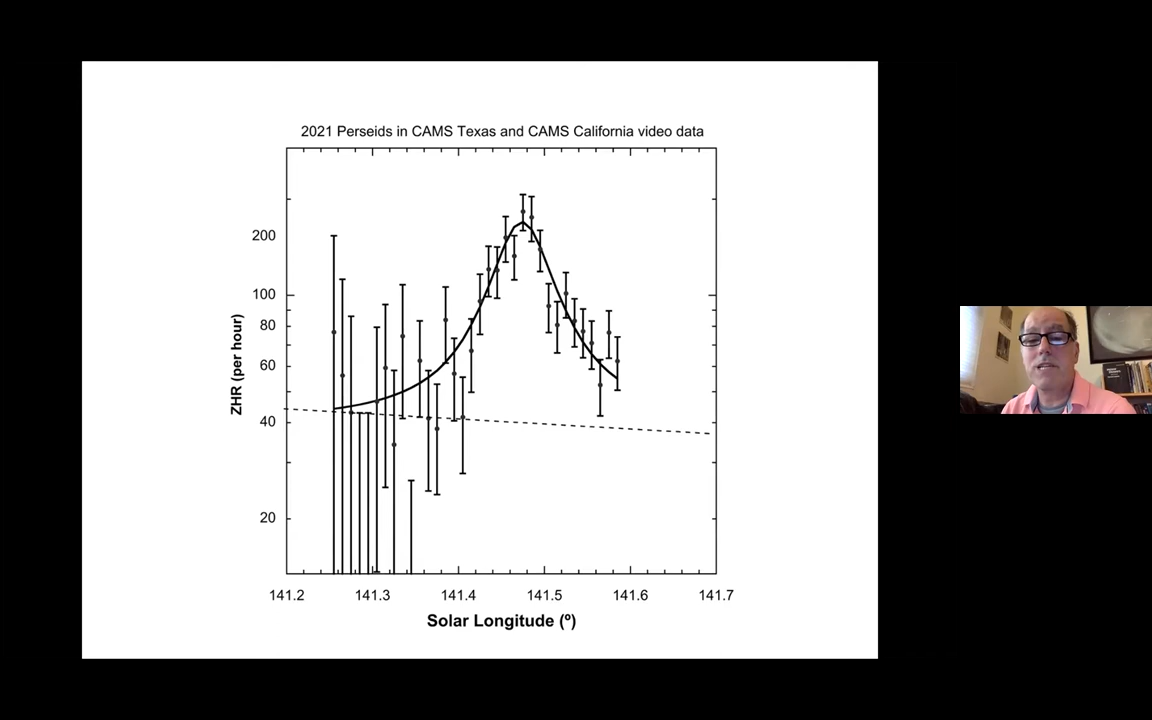 2021 Perseids in CAMS Texas and CAMS California video data
200
100
80
60
40
20
ZHR (per hour)
141.2 141.3 141.4 141.5 141.6 141.7
Solar Longitude (º)